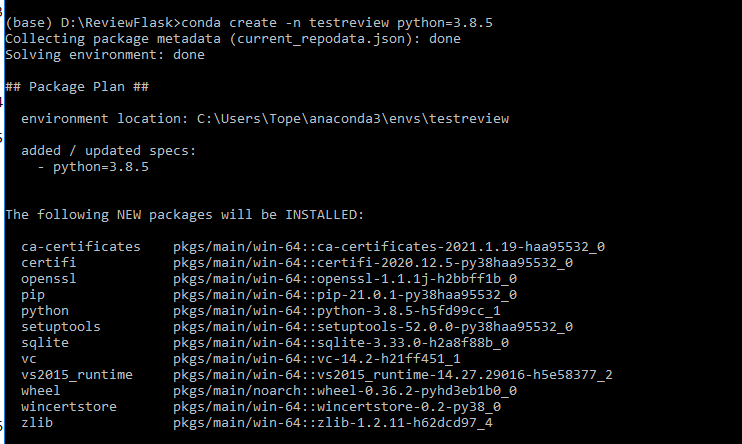 (base) D:\ReviewFlask>conda create -n testreview python=3.8.5
Collecting package metadata (current_repodata.json): done
Solving environment: done
## Package Plan ##
environment location: C:\Users\Tope\anaconda3\envs\testreview
added / updated specs:
- python=3.8.5
The following NEW packages will be INSTALLED:
ca-certificates pkgs/main/win-64::ca-certificates-2021.1.19-haa95532_0
certifi pkgs/main/win-64::certifi-2020.12.5-py38haa95532_0
openssl pkgs/main/win-64::openssl-1.1.1j-h2bbff1b_0
pip pkgs/main/win-64::pip-21.0.1-py38haa95532_0
python pkgs/main/win-64::python-3.8.5-h5fd99cc_1
setuptools pkgs/main/win-64::setuptools-52.0.0-py38haa95532_0
sqlite pkgs/main/win-64::sqlite-3.33.0-h2a8f88b_0
vc pkgs/main/win-64::vc-14.2-h21ff451_1
vs2015_runtime pkgs/main/win-64::vs2015_runtime-14.27.29016-h5e58377_2
wheel pkgs/main/noarch::wheel-0.36.2-pyhd3eb1b0_0
wincertstore pkgs/main/win-64::wincertstore-0.2-py38_0
zlib pkgs/main/win-64::zlib-1.2.11-h62dcd97_4